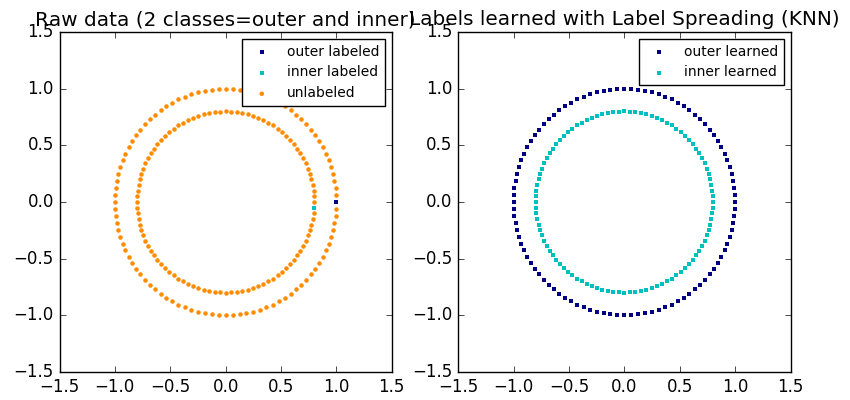 Raw data (2 classes=outer and inner)
outer labeled
inner labeled
unlabeled
1.5
1.0
0.5
0.0
−0.5
−1.0
−1.5
−1.5 −1.0 −0.5 0.0 0.5 1.0 1.5
Labels learned with Label Spreading (KNN)
outer learned
inner learned
1.5
1.0
0.5
0.0
−0.5
−1.0
−1.5
−1.5 −1.0 −0.5 0.0 0.5 1.0 1.5